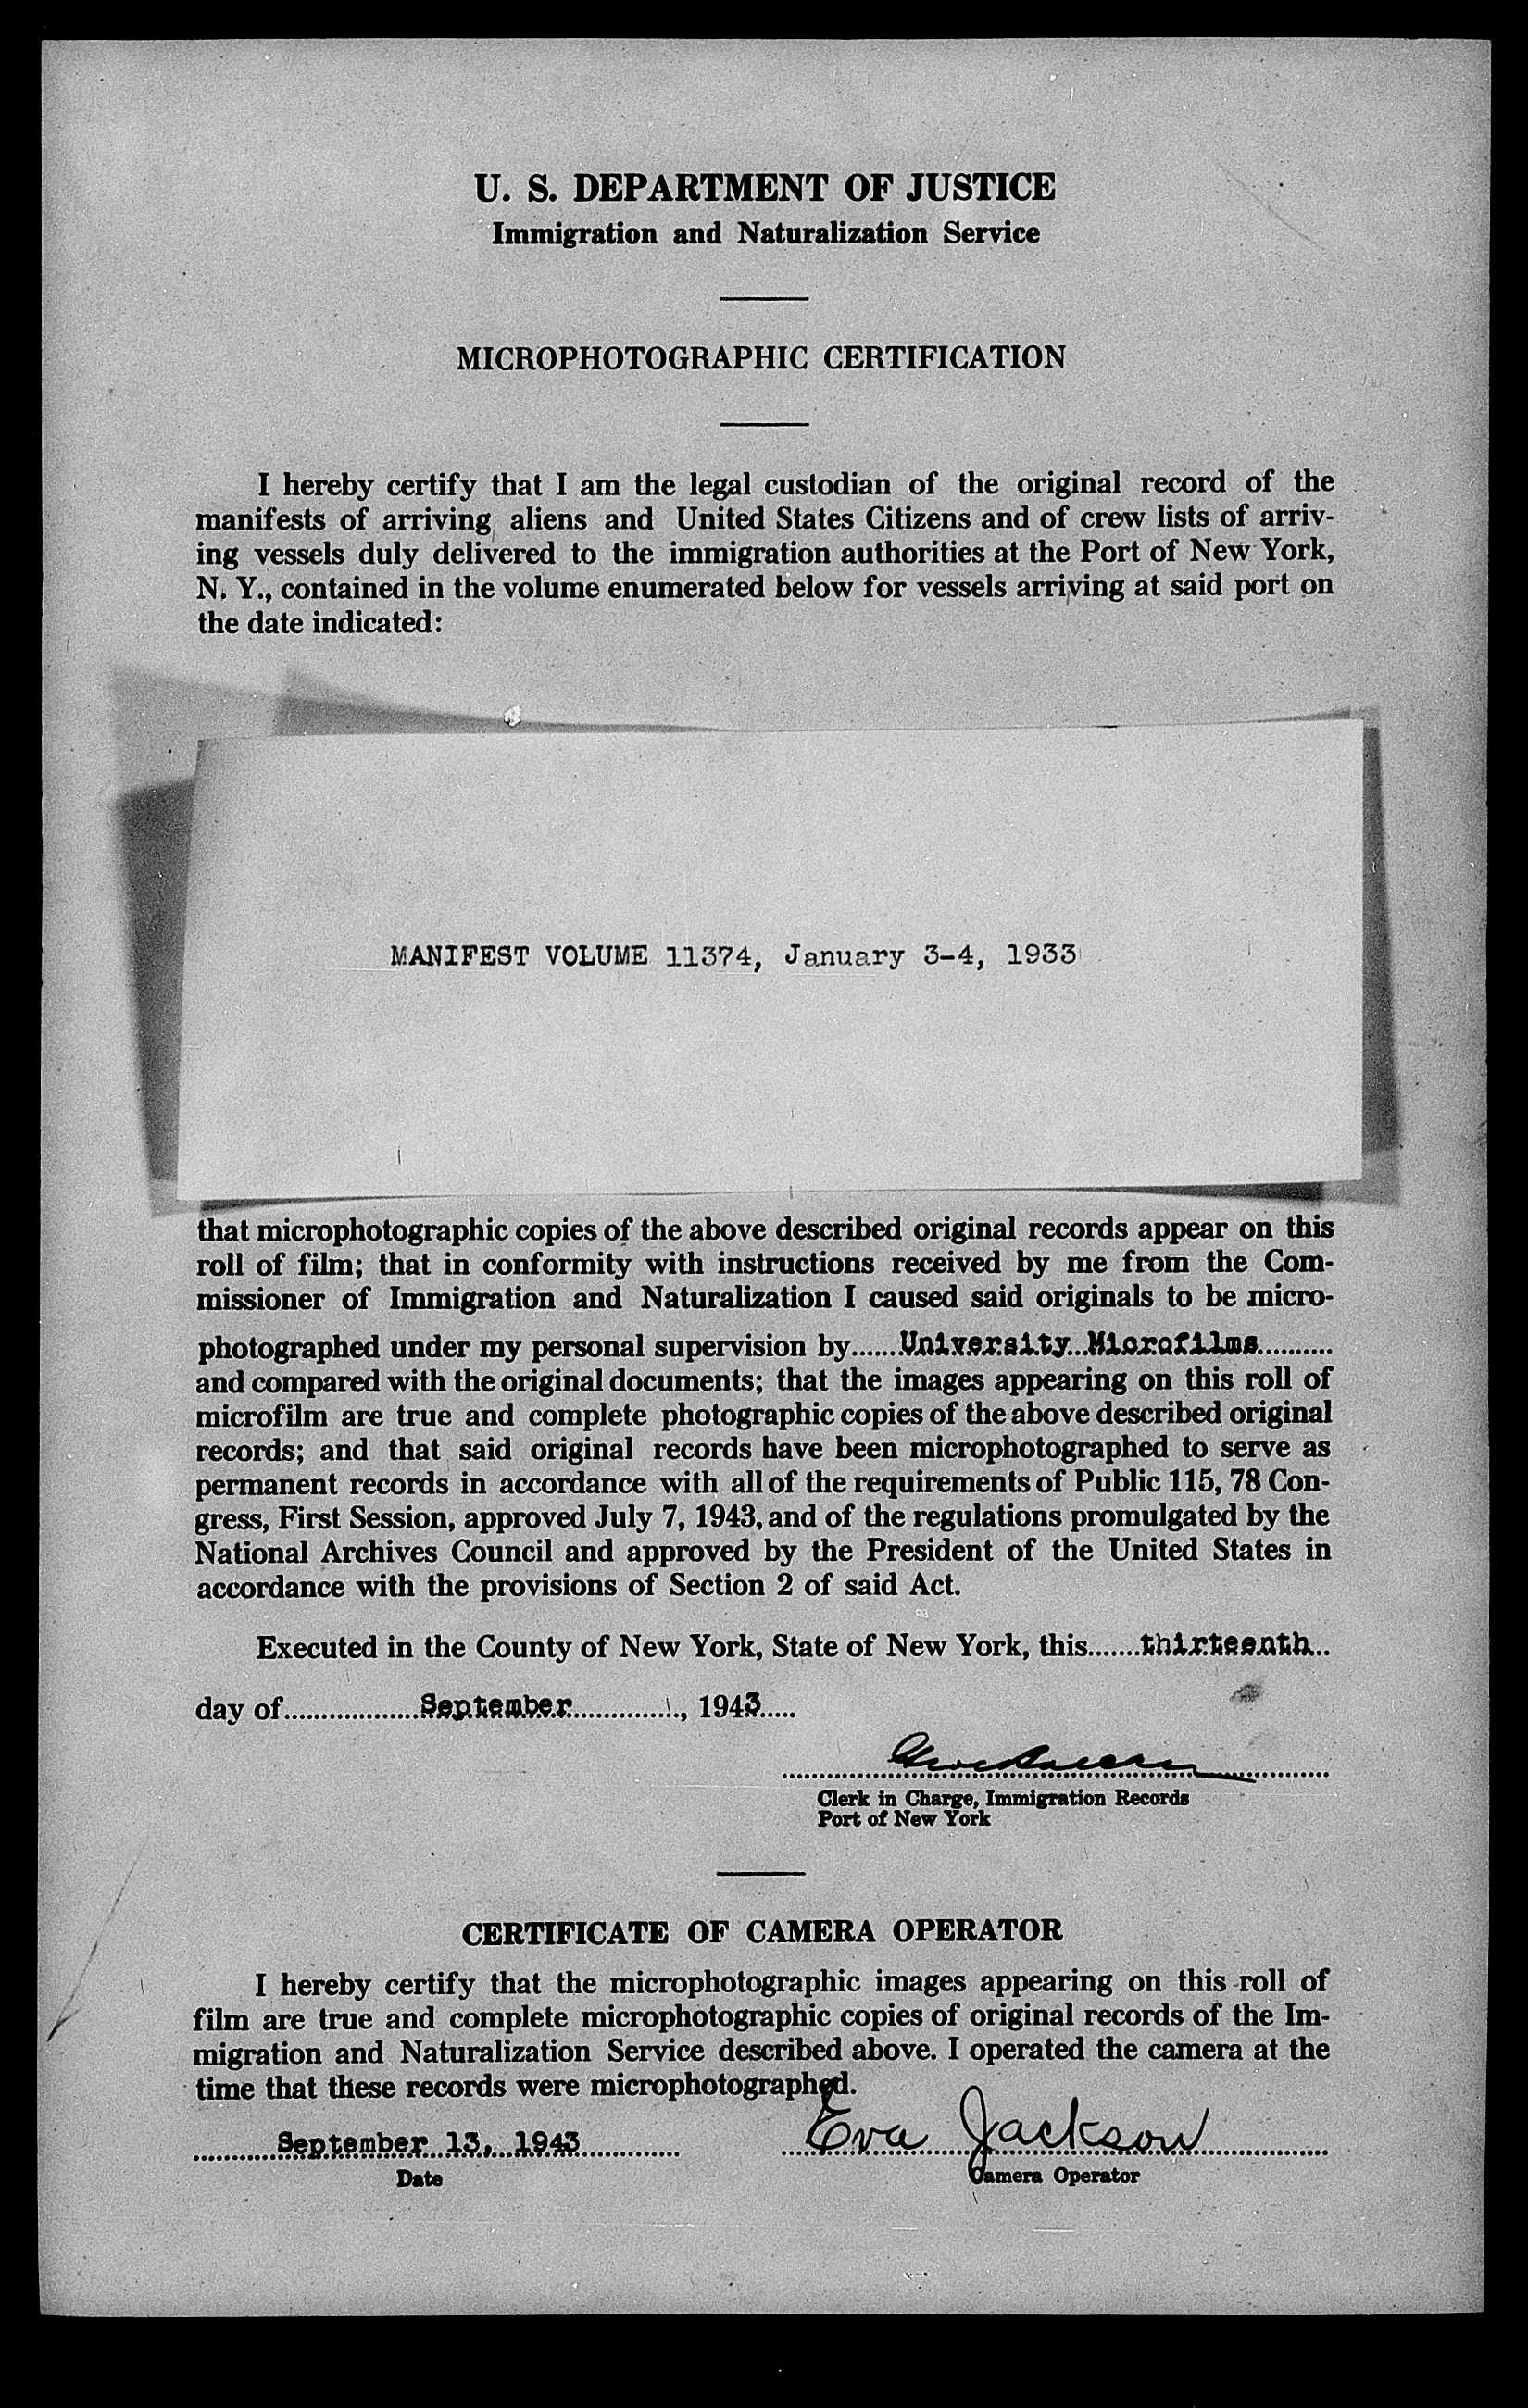 U. S. DEPARTMENT OF JUSTICE
Immigration and Naturalization Service
MICROPHOTOGRAPHIC CERTIFICATION
I hereby certify that I am the legal custodian of the original record of the
manifests of arriving aliens and United States Citizens and of crew lists of arriv-
ing vessels duly delivered to the immigration authorities at the Port of New York,
N. Y., contained in the volume enumerated below for vessels arriving at said port on
the date indicated:
MANIFEST VOLUME 11374, January 3-4, 1933
that microphotographic copies of the above described original records appear on this
roll of film; that in conformity with instructions received by me from the Com-
missioner of Immigration and Naturalization I caused said originals to be micro-
photographed under my personal supervision by......University Microfilms..........
and compared with the original documents; that the images appearing on this roll of
microfilm are true and complete photographic copies of the above described original
records; and that said original records have been microphotographed to serve as
permanent records in accordance with all of the requirements of Public 115, 78 Con-
gress, First Session, approved July 7, 1943, and of the regulations promulgated by the
National Archives Council and approved by the President of the United States in
accordance with the provisions of Section 2 of said Act.
Executed in the County of New York, State of New York, this.......thirteenth..
day of..................September..............., 1943.....
Clerk in Charge, Immigration Records
Port of New York
CERTIFICATE OF CAMERA OPERATOR
I hereby certify that the microphotographic images appearing on this roll of
film are true and complete microphotographic copies of original records of the Im-
migration and Naturalization Service described above. I operated the camera at the
time that these records were microphotographed.
September 13, 1943 Eva Jackson
Date Camera Operator